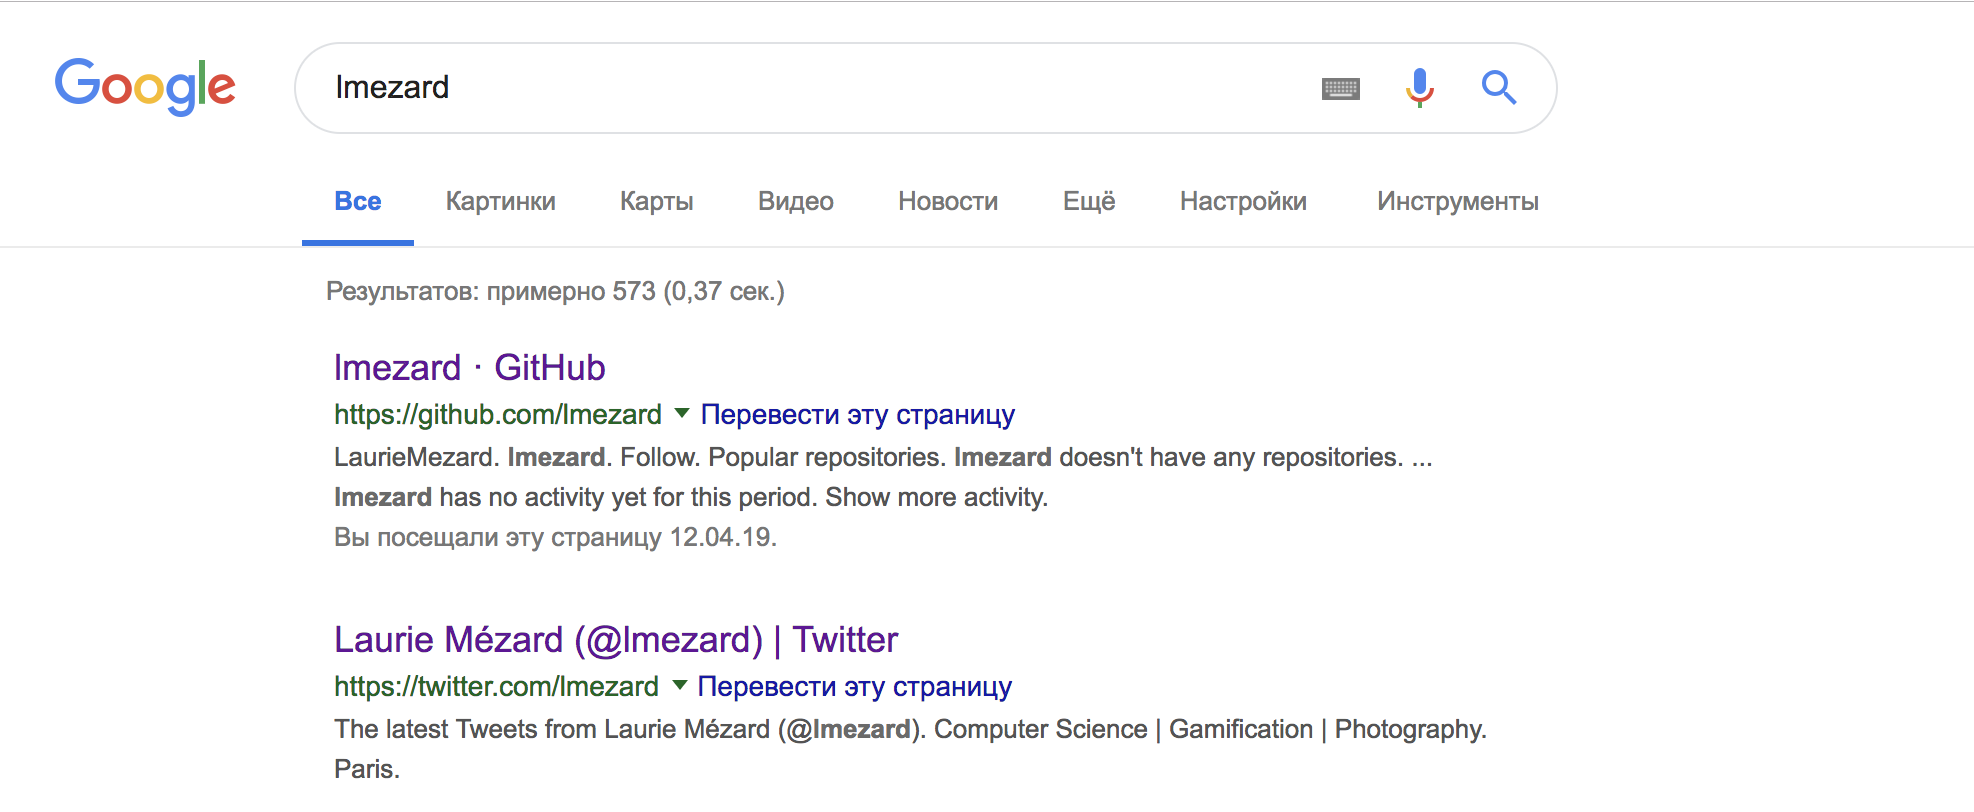 Google
lmezard
Все Картинки Карты Видео Новости Ещё Настройки Инструменты
Результатов: примерно 573 (0,37 сек.)
lmezard · GitHub
https://github.com/lmezard Перевести эту страницу
LaurieMezard. lmezard. Follow. Popular repositories. lmezard doesn't have any repositories. ...
lmezard has no activity yet for this period. Show more activity.
Вы посещали эту страницу 12.04.19.
Laurie Mézard (@lmezard) | Twitter
https://twitter.com/lmezard Перевести эту страницу
The latest Tweets from Laurie Mézard (@lmezard). Computer Science | Gamification | Photography.
Paris.